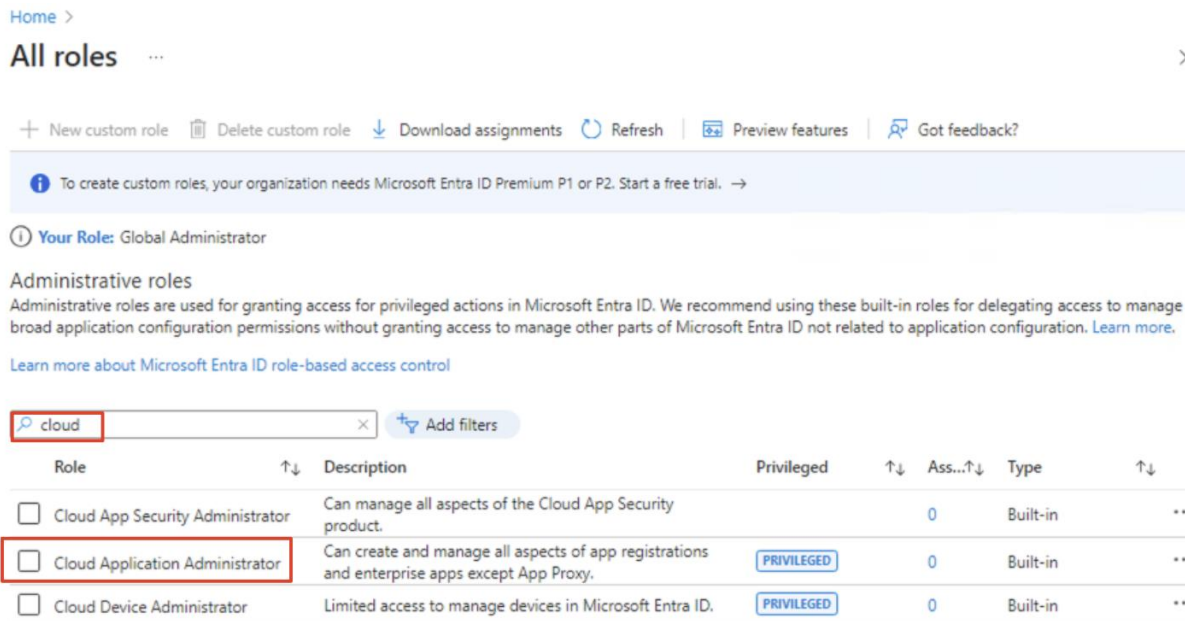 Home >
All roles ...
New custom role Delete custom role Download assignments Refresh Preview features Got feedback?
To create custom roles, your organization needs Microsoft Entra ID Premium P1 or P2. Start a free trial. →
Your Role: Global Administrator
Administrative roles
Administrative roles are used for granting access for privileged actions in Microsoft Entra ID. We recommend using these built-in roles for delegating access to manage
broad application configuration permissions without granting access to manage other parts of Microsoft Entra ID not related to application configuration. Learn more.
Learn more about Microsoft Entra ID role-based access control
cloud Add filters
Role Description Privileged Ass... Type
Cloud App Security Administrator Can manage all aspects of the Cloud App Security
product. 0 Built-in
Cloud Application Administrator Can create and manage all aspects of app registrations
and enterprise apps except App Proxy. PRIVILEGED 0 Built-in
Cloud Device Administrator Limited access to manage devices in Microsoft Entra ID. PRIVILEGED 0 Built-in